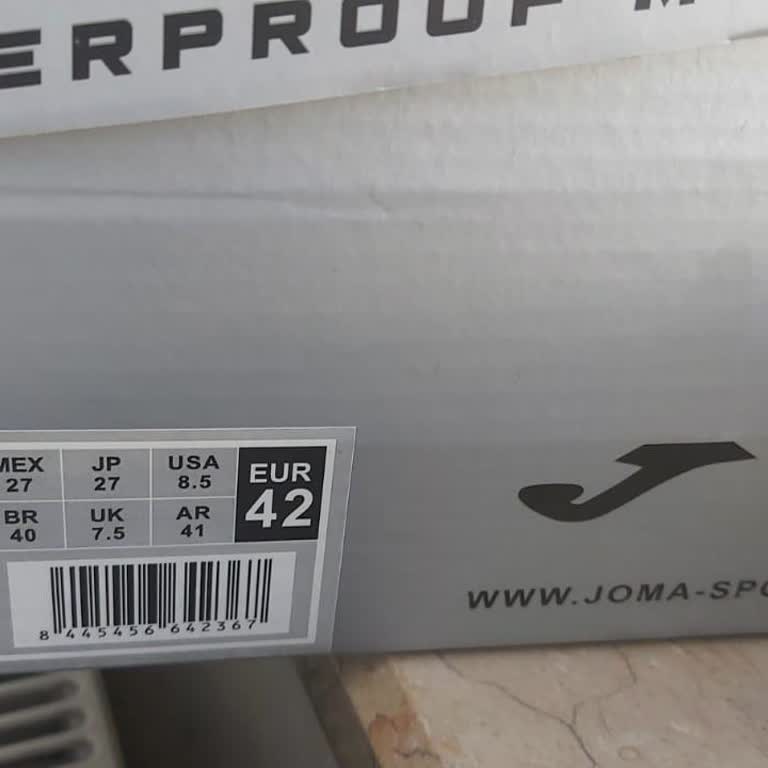 ERPROOF M
MEX JP USA EUR
27 27 8.5 42
BR UK AR
40 7.5 41
8 445456 642367
WWW.JOMA-SPO